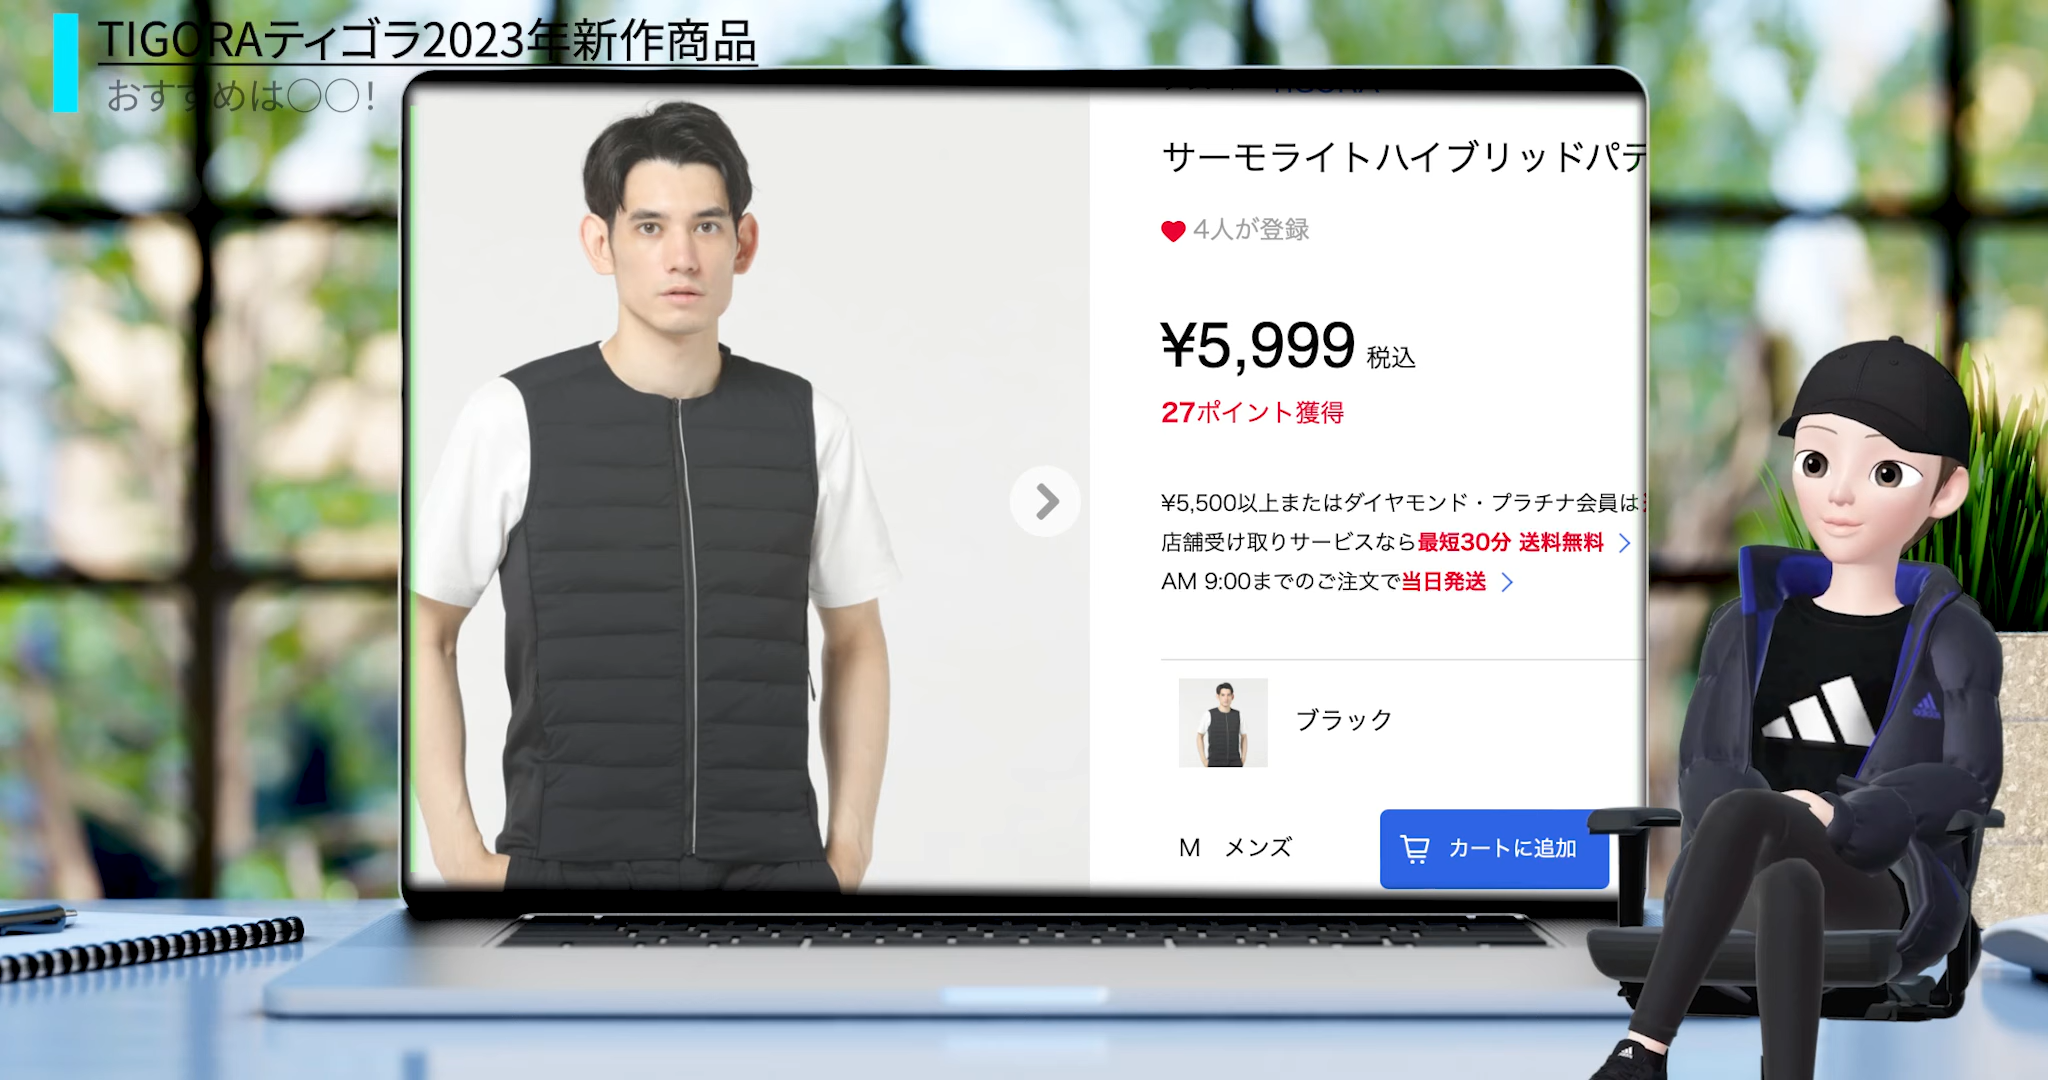 TIGORAティゴラ2023年新作商品
おすすめは◯◯!
サーモライトハイブリッドパデ
4人が登録
¥5,999 税込
27ポイント獲得
¥5,500以上またはダイヤモンド・プラチナ会員は
店舗受け取りサービスなら最短30分 送料無料
AM 9:00までのご注文で当日発送
ブラック
M メンズ
カートに追加